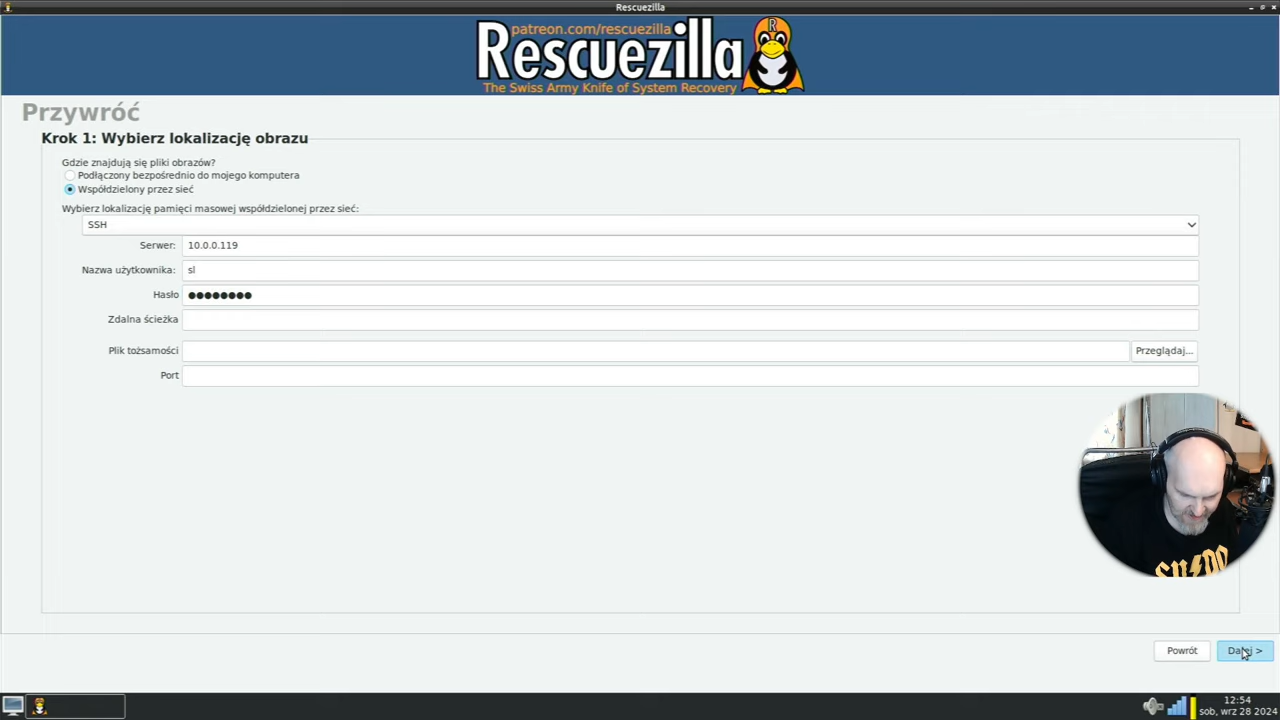 Rescuezilla
patreon.com/rescuezilla
Rescuezilla
R
The Swiss Army Knife of System Recovery
Przywróć
Krok 1: Wybierz lokalizację obrazu
Gdzie znajdują się pliki obrazów?
Podłączony bezpośrednio do mojego komputera
Współdzielony przez sieć
Wybierz lokalizację pamięci masowej współdzielonej przez sieć:
SSH
Serwer: 10.0.0.119
Nazwa użytkownika: sl
Hasło ●●●●●●●●
Zdalna ścieżka
Plik tożsamości Przeglądaj...
Port
Powrót Dalej >
12:54
sob, wrz 28 2024